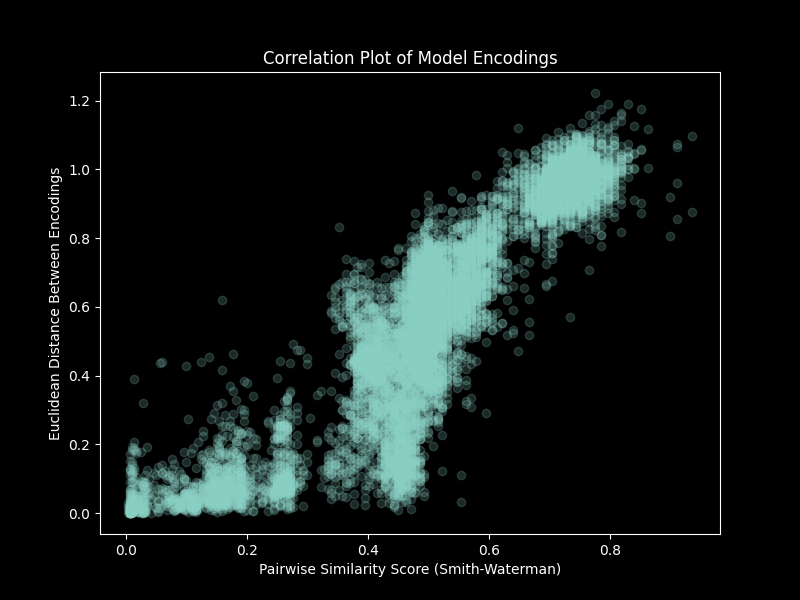 Correlation Plot of Model Encodings
Euclidean Distance Between Encodings
1.2
1.0
0.8
0.6
0.4
0.2
0.0
0.0 0.2 0.4 0.6 0.8
Pairwise Similarity Score (Smith-Waterman)